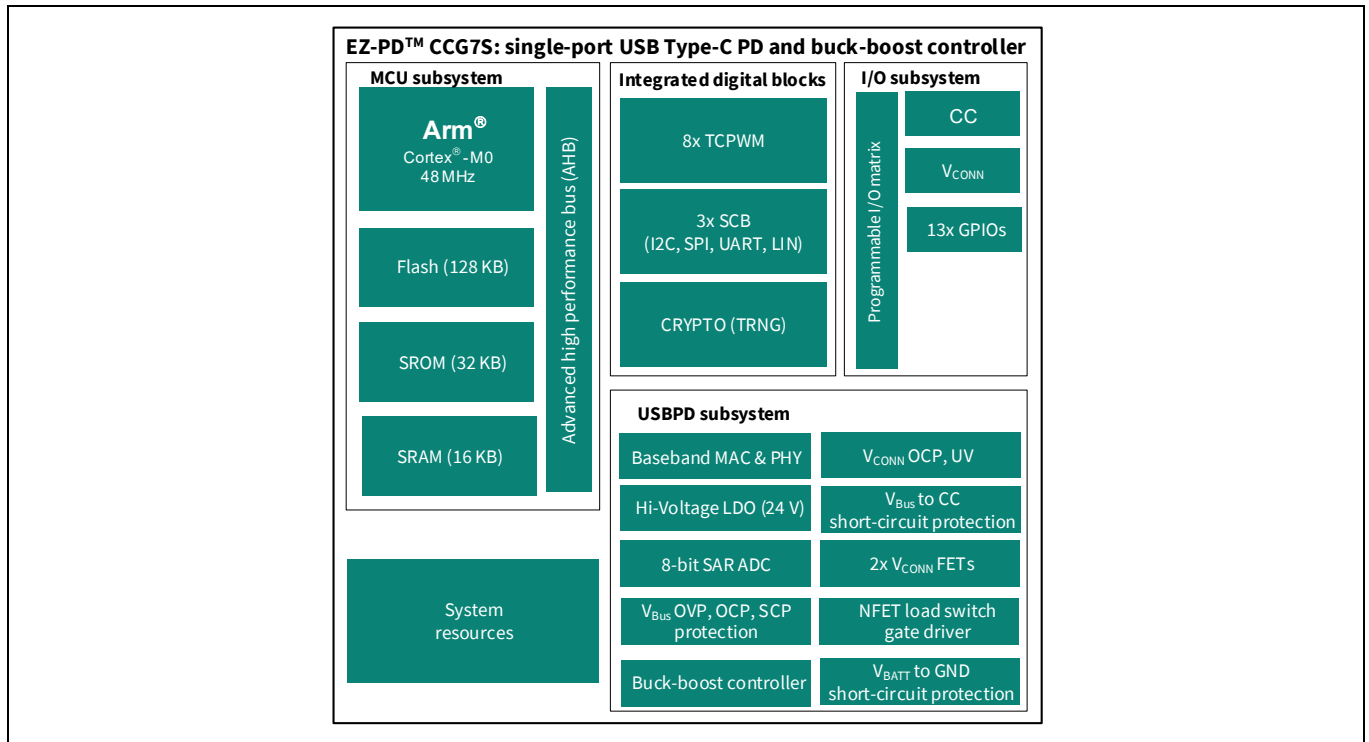 EZ-PD™ CCG7S: single-port USB Type-C PD and buck-boost controller
MCU subsystem
Arm®
Cortex®-M0
48 MHz
Flash (128 KB)
SROM (32 KB)
SRAM (16 KB)
Advanced high performance bus (AHB)
Integrated digital blocks
8x TCPWM
3x SCB
(I2C, SPI, UART, LIN)
CRYPTO (TRNG)
I/O subsystem
Programmable I/O matrix
CC
VCONN
13x GPIOs
System
resources
USBPD subsystem
Baseband MAC & PHY
Hi-Voltage LDO (24 V)
8-bit SAR ADC
VBus OVP, OCP, SCP
protection
Buck-boost controller
VCONN OCP, UV
VBus to CC
short-circuit protection
2x VCONN FETs
NFET load switch
gate driver
VBATT to GND
short-circuit protection